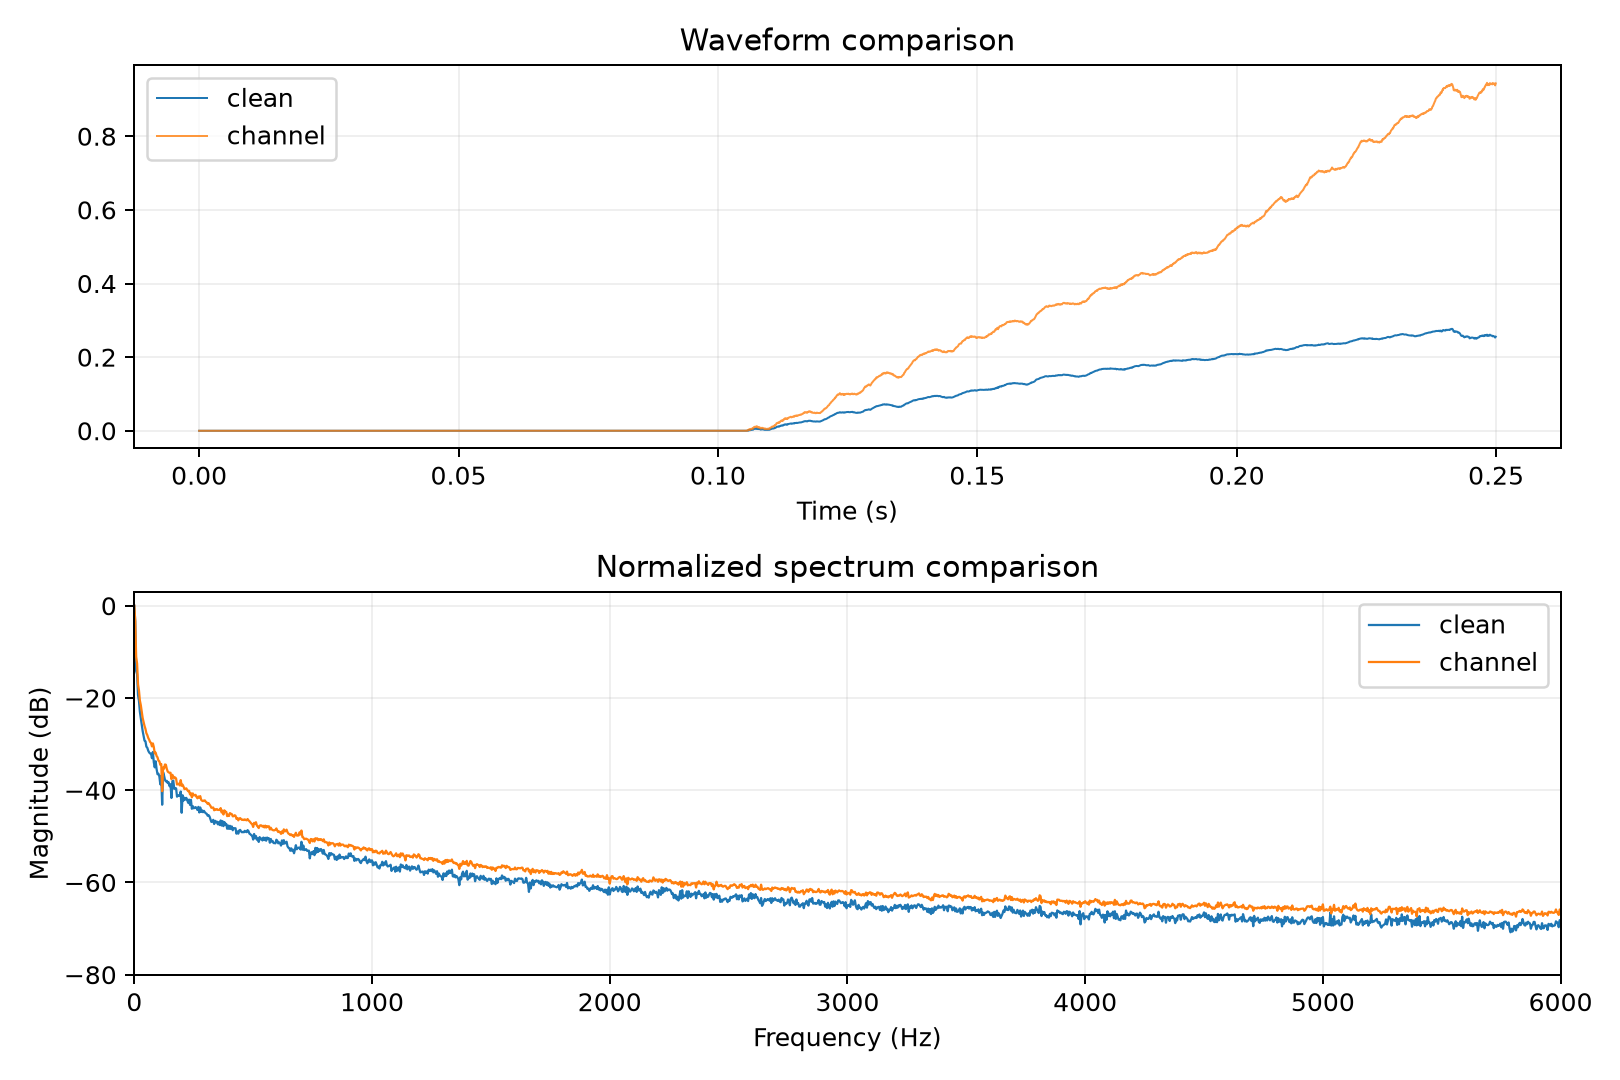 Waveform comparison
clean
channel
0.8
0.6
0.4
0.2
0.0
0.00 0.05 0.10 0.15 0.20 0.25
Time (s)
Normalized spectrum comparison
clean
channel
0
−20
−40
−60
−80
Magnitude (dB)
0 1000 2000 3000 4000 5000 6000
Frequency (Hz)